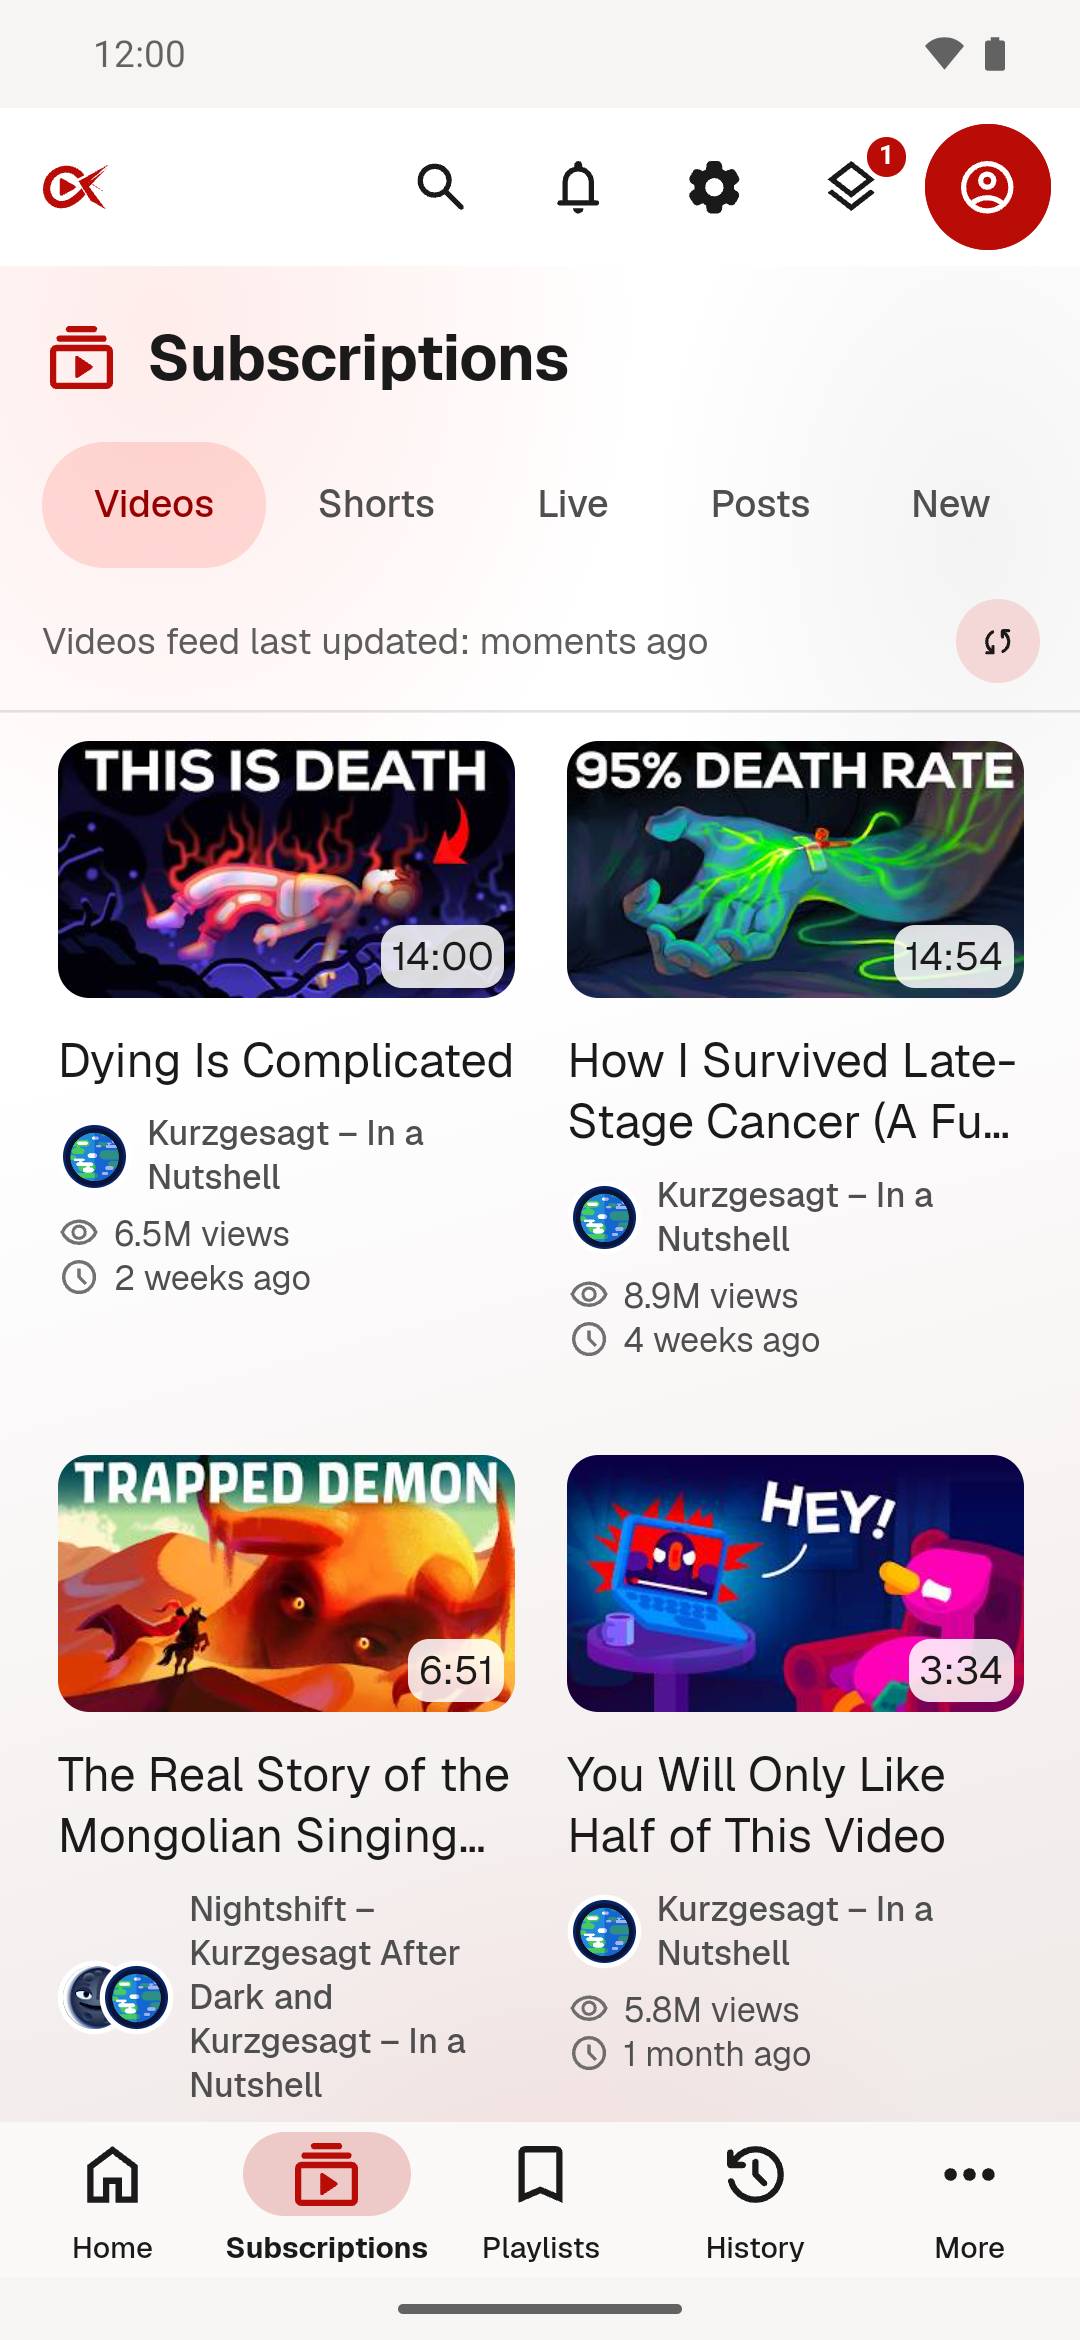 12:00
1
Subscriptions
Videos
Shorts
Live
Posts
New
Videos feed last updated: moments ago
THIS IS DEATH
14:00
Dying Is Complicated
Kurzgesagt – In a
Nutshell
6.5M views
2 weeks ago
95% DEATH RATE
14:54
How I Survived Late-
Stage Cancer (A Fu...
Kurzgesagt – In a
Nutshell
8.9M views
4 weeks ago
TRAPPED DEMON
6:51
The Real Story of the
Mongolian Singing...
Nightshift –
Kurzgesagt After
Dark and
Kurzgesagt – In a
Nutshell
HEY!
3:34
You Will Only Like
Half of This Video
Kurzgesagt – In a
Nutshell
5.8M views
1 month ago
Home
Subscriptions
Playlists
History
More